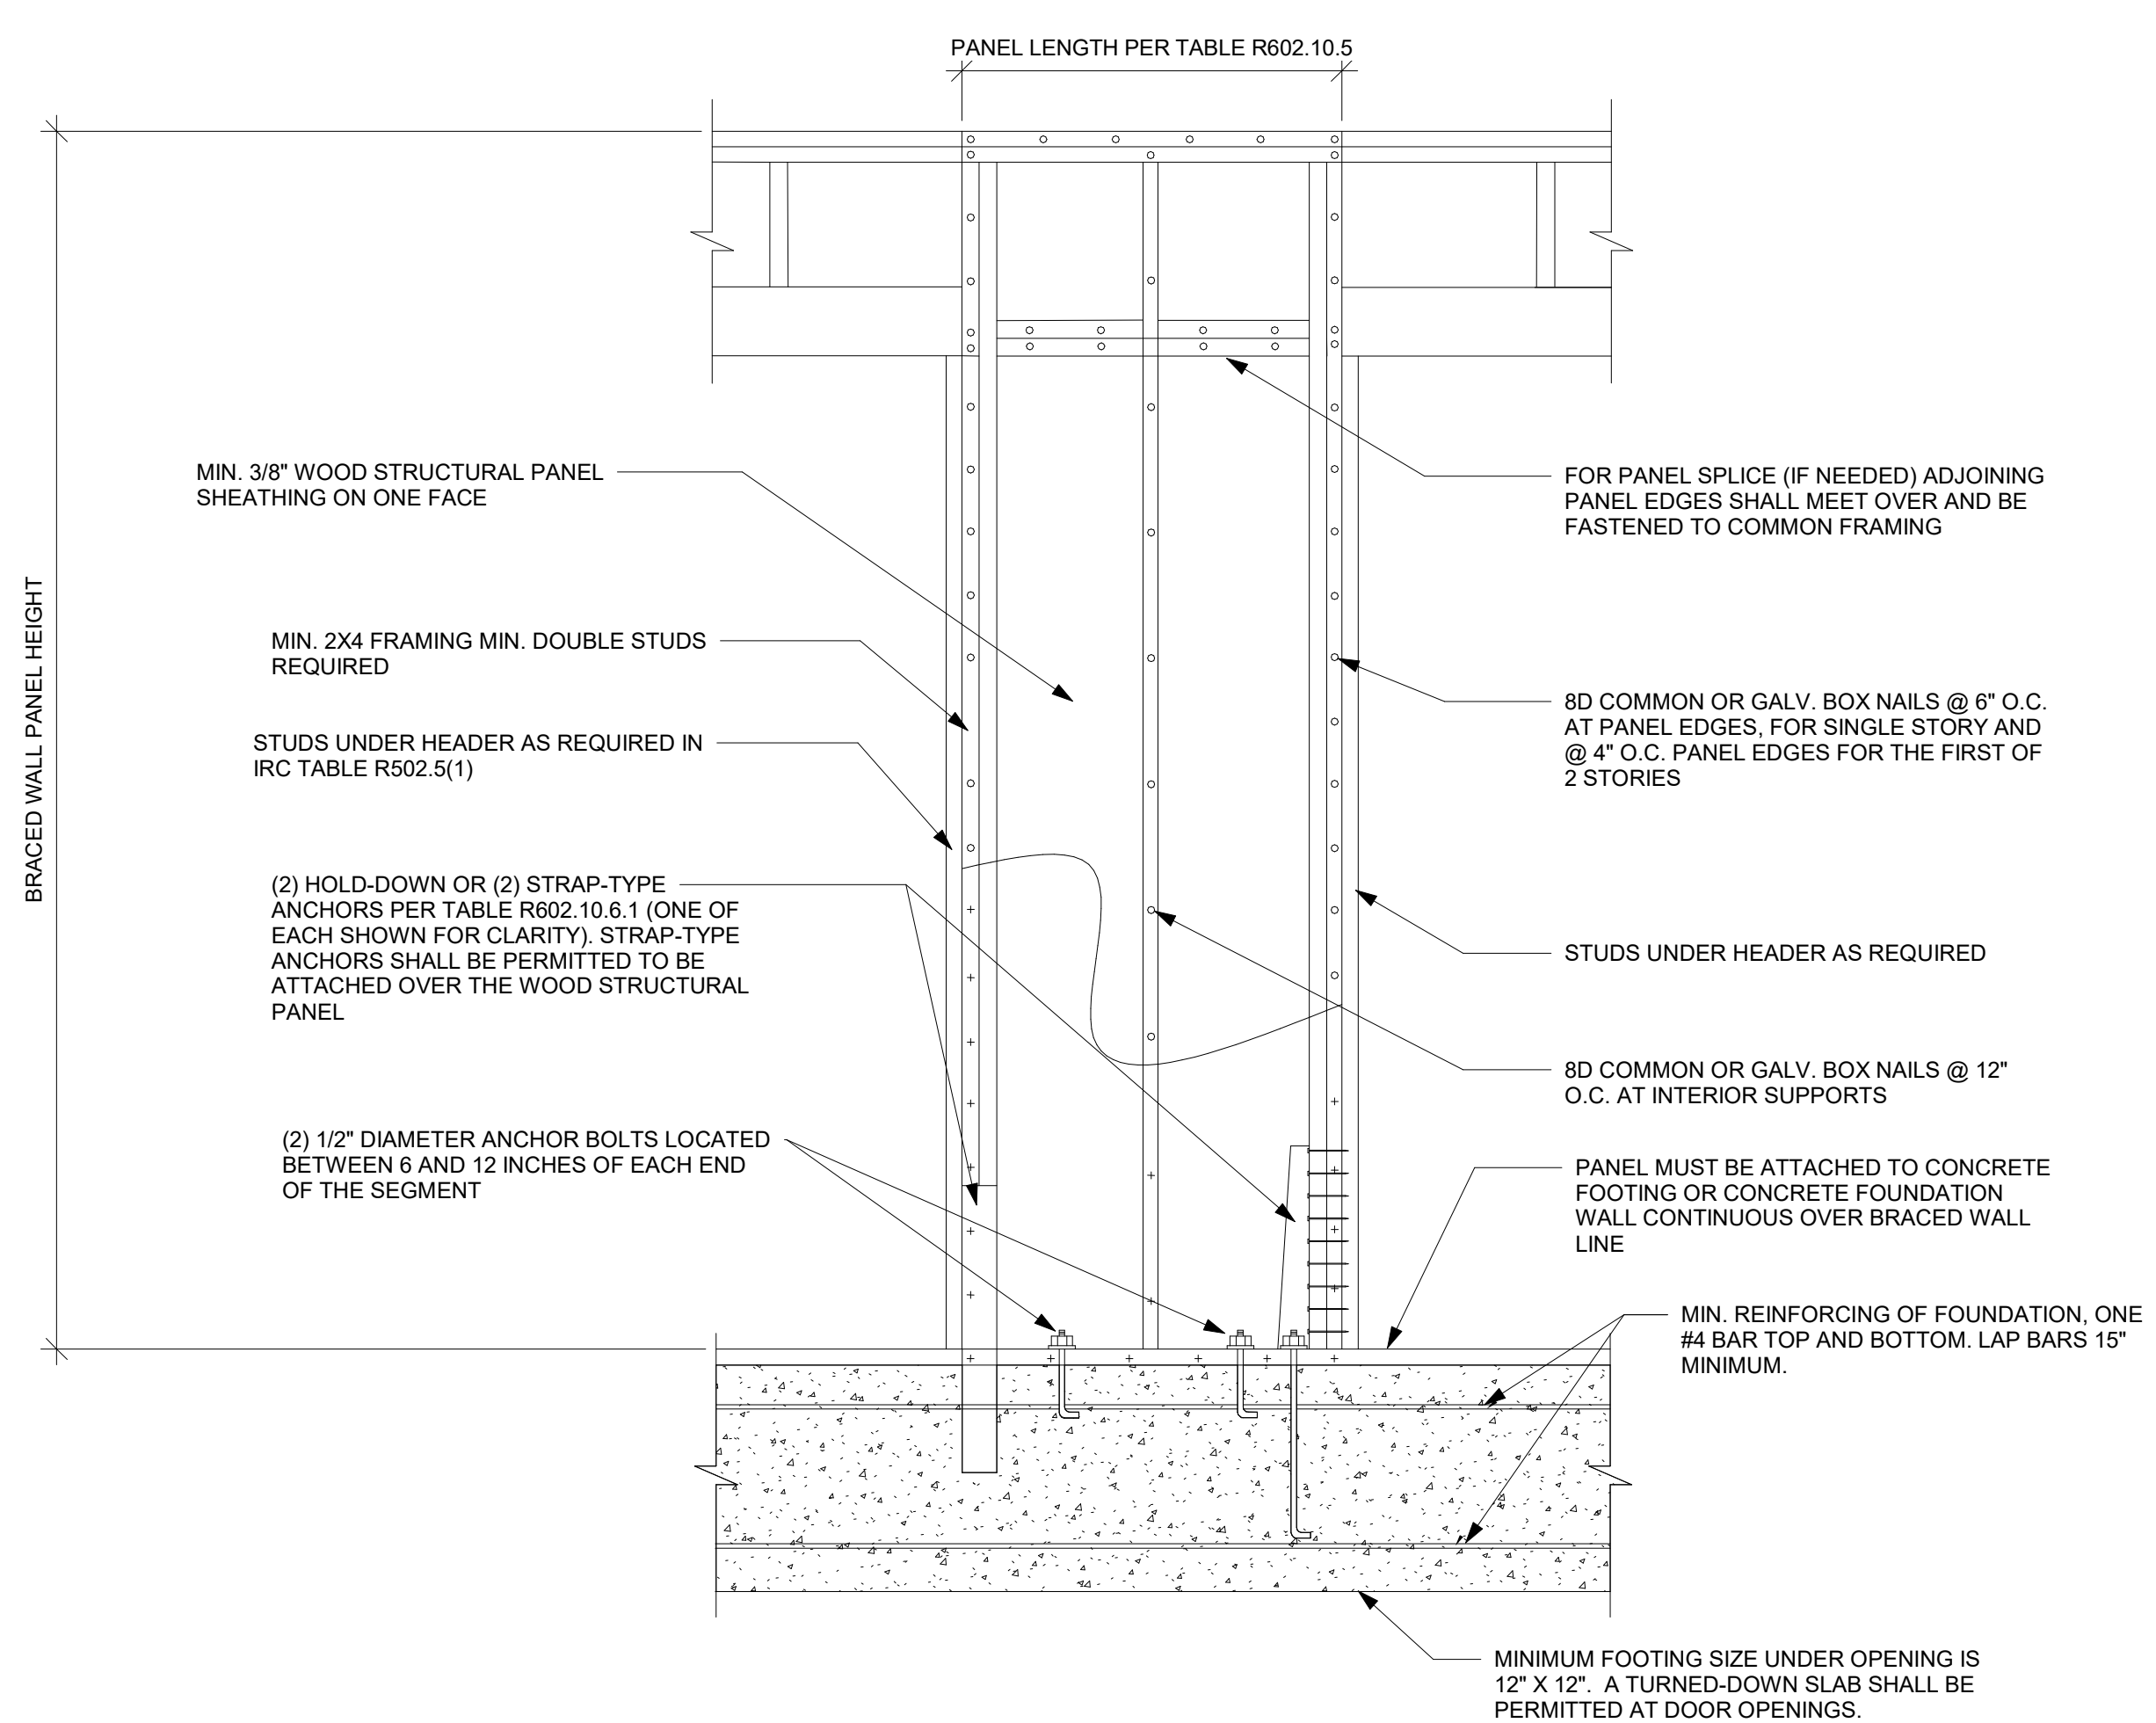 PANEL LENGTH PER TABLE R602.10.5
BRACED WALL PANEL HEIGHT
MIN. 3/8" WOOD STRUCTURAL PANEL
SHEATHING ON ONE FACE
MIN. 2X4 FRAMING MIN. DOUBLE STUDS
REQUIRED
STUDS UNDER HEADER AS REQUIRED IN
IRC TABLE R502.5(1)
(2) HOLD-DOWN OR (2) STRAP-TYPE
ANCHORS PER TABLE R602.10.6.1 (ONE OF
EACH SHOWN FOR CLARITY). STRAP-TYPE
ANCHORS SHALL BE PERMITTED TO BE
ATTACHED OVER THE WOOD STRUCTURAL
PANEL
(2) 1/2" DIAMETER ANCHOR BOLTS LOCATED
BETWEEN 6 AND 12 INCHES OF EACH END
OF THE SEGMENT
FOR PANEL SPLICE (IF NEEDED) ADJOINING
PANEL EDGES SHALL MEET OVER AND BE
FASTENED TO COMMON FRAMING
8D COMMON OR GALV. BOX NAILS @ 6" O.C.
AT PANEL EDGES, FOR SINGLE STORY AND
@ 4" O.C. PANEL EDGES FOR THE FIRST OF
2 STORIES
STUDS UNDER HEADER AS REQUIRED
8D COMMON OR GALV. BOX NAILS @ 12"
O.C. AT INTERIOR SUPPORTS
PANEL MUST BE ATTACHED TO CONCRETE
FOOTING OR CONCRETE FOUNDATION
WALL CONTINUOUS OVER BRACED WALL
LINE
MIN. REINFORCING OF FOUNDATION, ONE
#4 BAR TOP AND BOTTOM. LAP BARS 15"
MINIMUM.
MINIMUM FOOTING SIZE UNDER OPENING IS
12" X 12". A TURNED-DOWN SLAB SHALL BE
PERMITTED AT DOOR OPENINGS.